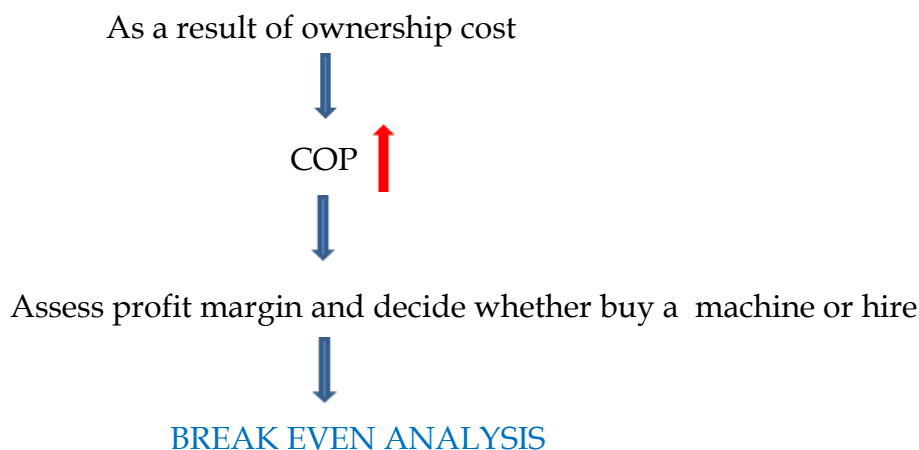 As a result of ownership cost
COP
Assess profit margin and decide whether buy a machine or hire
BREAK EVEN ANALYSIS